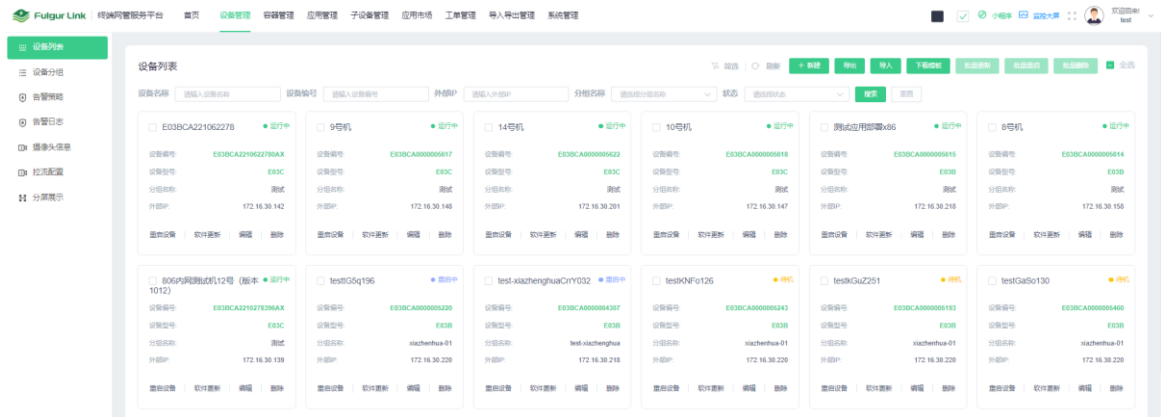 Fulgur Link 终端网管服务平台 首页 设备管理 容器管理 应用管理 子设备管理 应用市场 工单管理 导入导出管理 系统管理 小程序 监控大屏 欢迎回来!
test
设备列表
设备分组
告警策略
告警日志
摄像头信息
拉流配置
分屏展示
设备列表 筛选 刷新 + 新建 导出 导入 下载模板 批量重启 批量删除 全选
设备名称 请输入设备名称 设备编号 请输入设备编号 外部IP 请输入外部IP 分组名称 请选择分组名称 状态 请选择状态 搜索 重置
E03BCA221062278 运行中 9号机 运行中 14号机 运行中 10号机 运行中 测试应用部署x86 运行中 8号机 运行中
设备编号: E03BCA2210622780AX 设备编号: E03BCA0000005017 设备编号: E03BCA0000005022 设备编号: E03BCA0000005018 设备编号: E03BCA0000005015 设备编号: E03BCA0000005014
设备型号: E03C 设备型号: E03C 设备型号: E03C 设备型号: E03C 设备型号: E03B 设备型号: E03B
分组名称: 测试 分组名称: 测试 分组名称: 测试 分组名称: 测试 分组名称: 测试 分组名称: 测试
外部IP: 172.16.30.142 外部IP: 172.16.30.148 外部IP: 172.16.30.201 外部IP: 172.16.30.147 外部IP: 172.16.30.218 外部IP: 172.16.30.158
重启设备 软件更新 编辑 删除 重启设备 软件更新 编辑 删除 重启设备 软件更新 编辑 删除 重启设备 软件更新 编辑 删除 重启设备 软件更新 编辑 删除 重启设备 软件更新 编辑 删除
806内网测试机12号（版本 运行中 testIG5q196 重启中 test-xiazhenghuaCnY032 重启中 testKNFo126 待机 testkGuZ251 待机 testGaSo130 待机
1012）
设备编号: E03BCA2210278396AX 设备编号: E03BCA0000005220 设备编号: E03BCA0000004387 设备编号: E03BCA0000005243 设备编号: E03BCA0000005193 设备编号: E03BCA0000005460
设备型号: E03C 设备型号: E03B 设备型号: E03B 设备型号: E03B 设备型号: E03B 设备型号: E03B
分组名称: 测试 分组名称: xiazhenhua-01 分组名称: test-xiazhenghua 分组名称: xiazhenhua-01 分组名称: xiazhenhua-01 分组名称: xiazhenhua-01
外部IP: 172.16.30.139 外部IP: 172.16.30.220 外部IP: 172.16.30.218 外部IP: 172.16.30.220 外部IP: 172.16.30.220 外部IP: 172.16.30.220
重启设备 软件更新 编辑 删除 重启设备 软件更新 编辑 删除 重启设备 软件更新 编辑 删除 重启设备 软件更新 编辑 删除 重启设备 软件更新 编辑 删除 重启设备 软件更新 编辑 删除